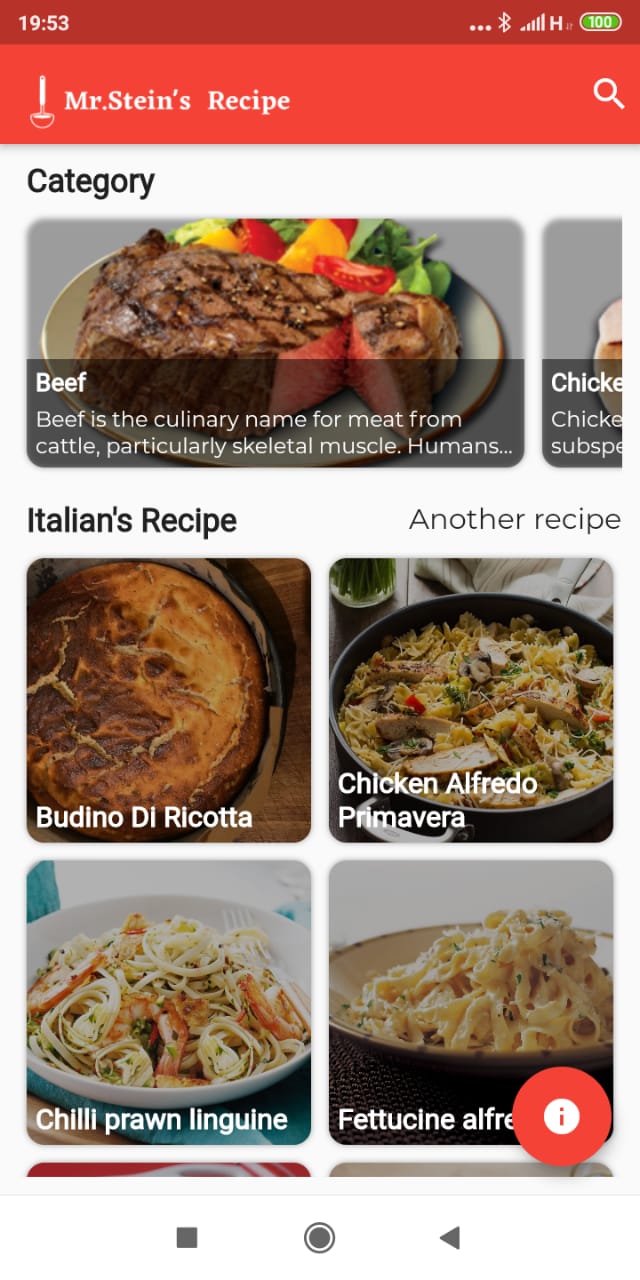 19:53
H
100
Mr.Stein's Recipe
Category
Beef
Beef is the culinary name for meat from
cattle, particularly skeletal muscle. Humans...
Chicke
Chicke
subspe
Italian's Recipe
Another recipe
Budino Di Ricotta
Chicken Alfredo
Primavera
Chilli prawn linguine
Fettucine alfre